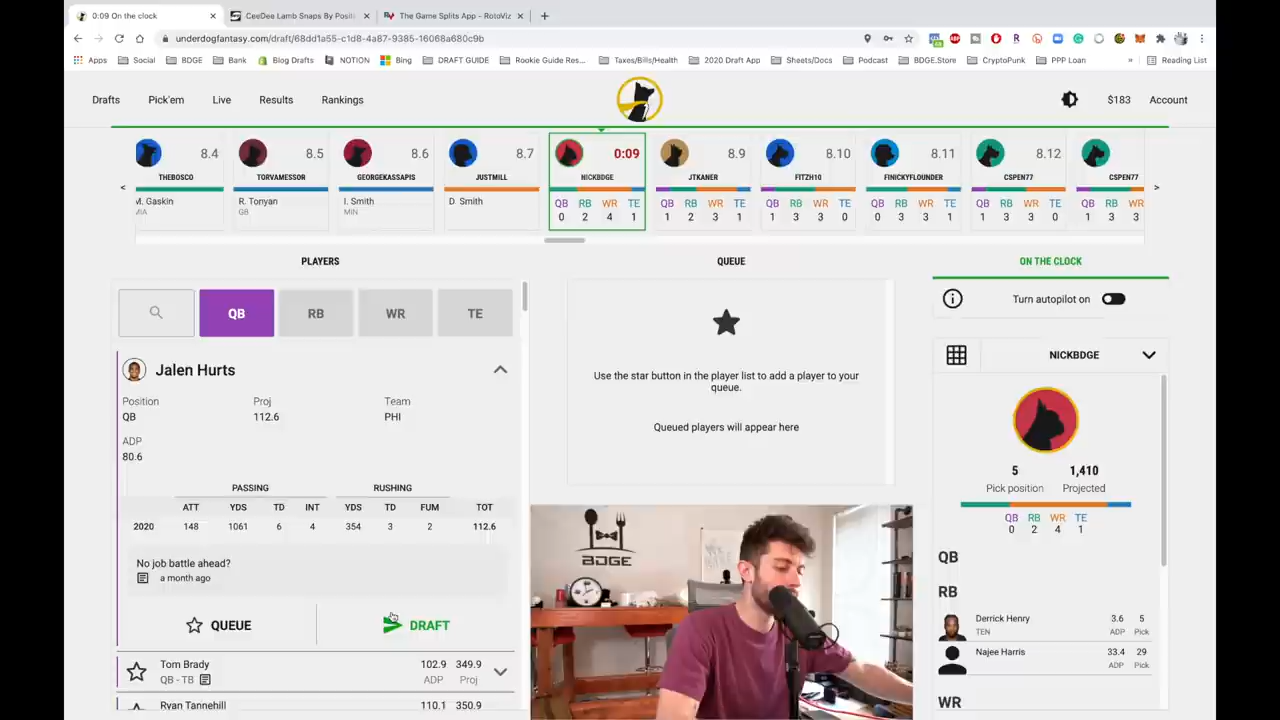 0:09 On the clock
CeeDee Lamb Snaps By Positi
The Game Splits App - RotoViz
underdogfantasy.com/draft/68dd1a55-c1d8-4a87-9385-16068a680c9b
Apps Social BDGE Bank Blog Drafts NOTION Bing DRAFT GUIDE Rookie Guide Res... Taxes/Bills/Health 2020 Draft App Sheets/Docs Podcast BDGE.Store CryptoPunk PPP Loan » Reading List
Drafts Pick'em Live Results Rankings $183 Account
8.4 8.5 8.6 8.7 0:09 8.9 8.10 8.11 8.12
THEBOSCO TORVAMESSOR GEORGEKASSAPIS JUSTMILL NICKBDGE JTKANER FITZH10 FINICKYFLOUNDER CSPEN77 CSPEN77
M. Gaskin R. Tonyan I. Smith D. Smith QB RB WR TE QB RB WR TE QB RB WR TE QB RB WR TE QB RB WR TE QB RB WR
MIA GB MIN 0 2 4 1 1 2 3 1 1 3 3 0 0 3 3 1 1 3 3 0 1 3 3
PLAYERS
QUEUE
ON THE CLOCK
QB RB WR TE
Turn autopilot on
Jalen Hurts
Position Proj Team
QB 112.6 PHI
ADP
80.6
PASSING RUSHING
ATT YDS TD INT YDS TD FUM TOT
2020 148 1061 6 4 354 3 2 112.6
No job battle ahead?
a month ago
QUEUE DRAFT
Tom Brady 102.9 349.9
QB - TB ADP Proj
Ryan Tannehill 110.1 350.9
Use the star button in the player list to add a player to your
queue.
Queued players will appear here
BDGE
NICKBDGE
5 1,410
Pick position Projected
QB RB WR TE
0 2 4 1
QB
RB
Derrick Henry 3.6 5
TEN ADP Pick
Najee Harris 33.4 29
ADP Pick
WR